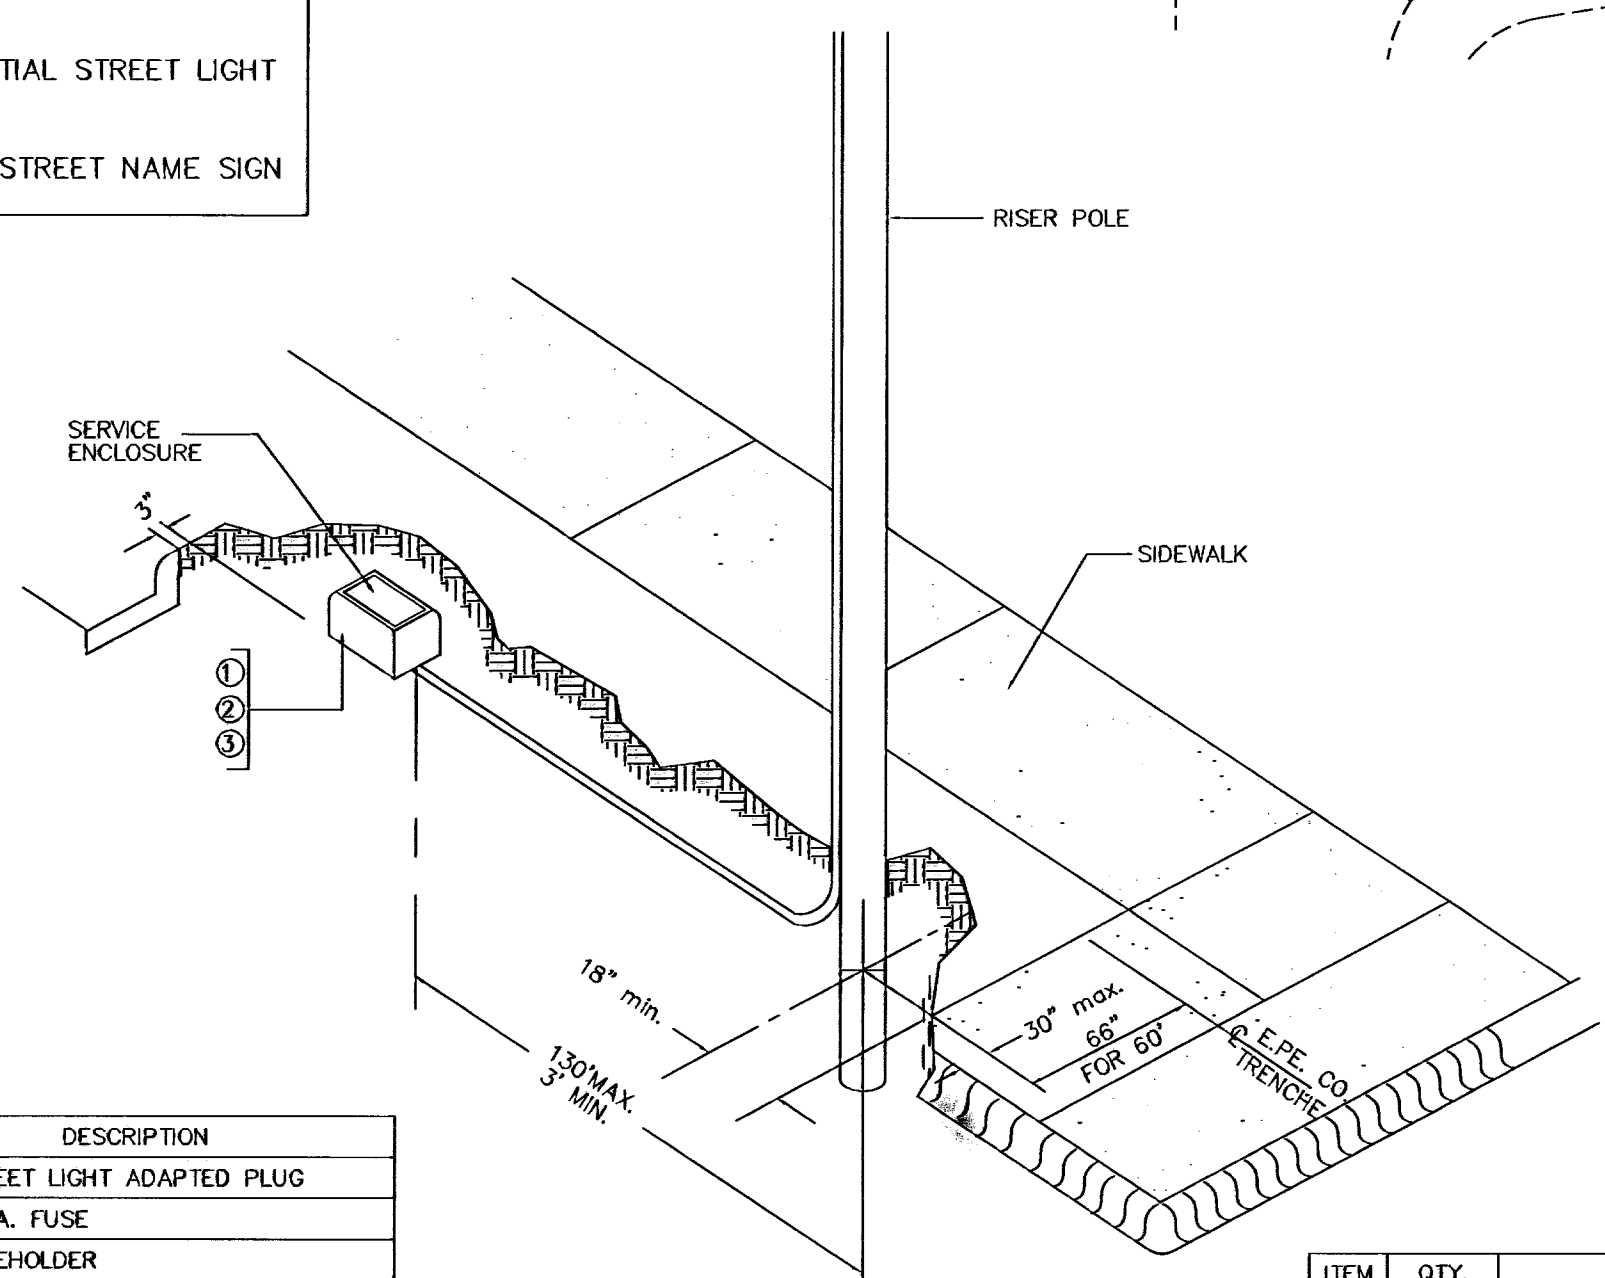 TIAL STREET LIGHT
STREET NAME SIGN
RISER POLE
SERVICE
ENCLOSURE
3"
SIDEWALK
1
2
3
18" min.
30" max.
66"
FOR 60'
130'MAX.
3' MIN.
℄ E.PE. CO.
TRENCHE
DESCRIPTION
EET LIGHT ADAPTED PLUG
A. FUSE
EHOLDER
ITEM QTY.